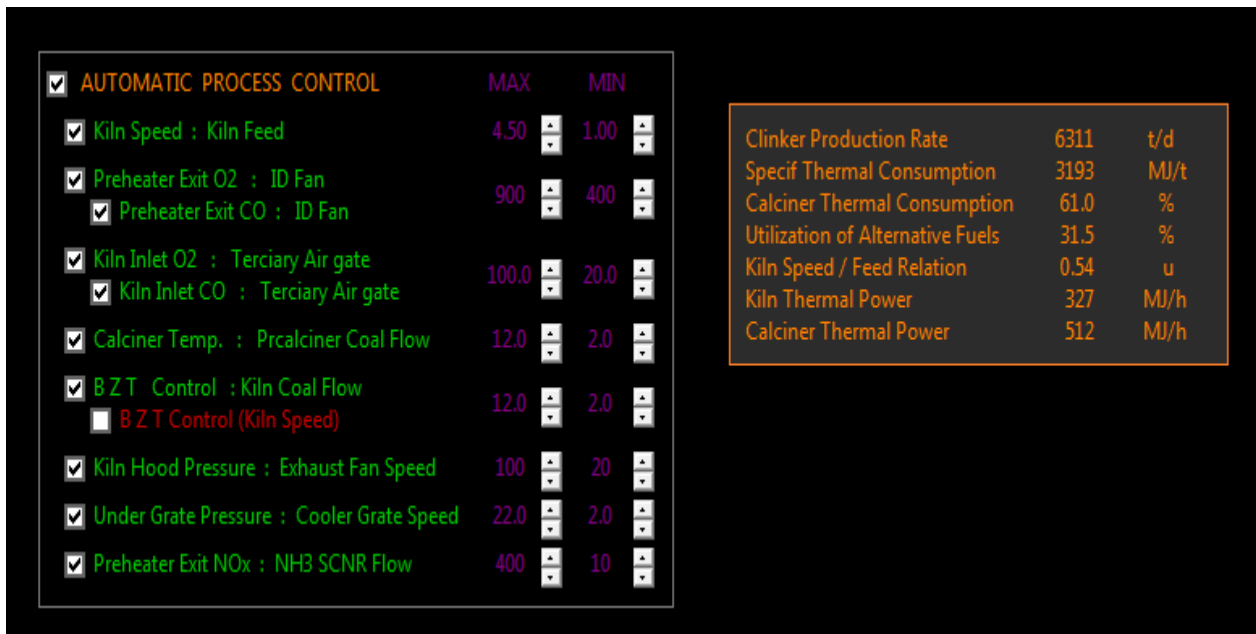 AUTOMATIC PROCESS CONTROL MAX MIN
Kiln Speed : Kiln Feed 4.50 1.00
Preheater Exit O2 : ID Fan
900 400
Preheater Exit CO : ID Fan
Kiln Inlet O2 : Terciary Air gate
100.0 20.0
Kiln Inlet CO : Terciary Air gate
Calciner Temp. : Prcalciner Coal Flow 12.0 2.0
B Z T Control : Kiln Coal Flow
12.0 2.0
B Z T Control (Kiln Speed)
Kiln Hood Pressure : Exhaust Fan Speed 100 20
Under Grate Pressure : Cooler Grate Speed 22.0 2.0
Preheater Exit NOx : NH3 SCNR Flow 400 10
Clinker Production Rate 6311 t/d
Specif Thermal Consumption 3193 MJ/t
Calciner Thermal Consumption 61.0 %
Utilization of Alternative Fuels 31.5 %
Kiln Speed / Feed Relation 0.54 u
Kiln Thermal Power 327 MJ/h
Calciner Thermal Power 512 MJ/h